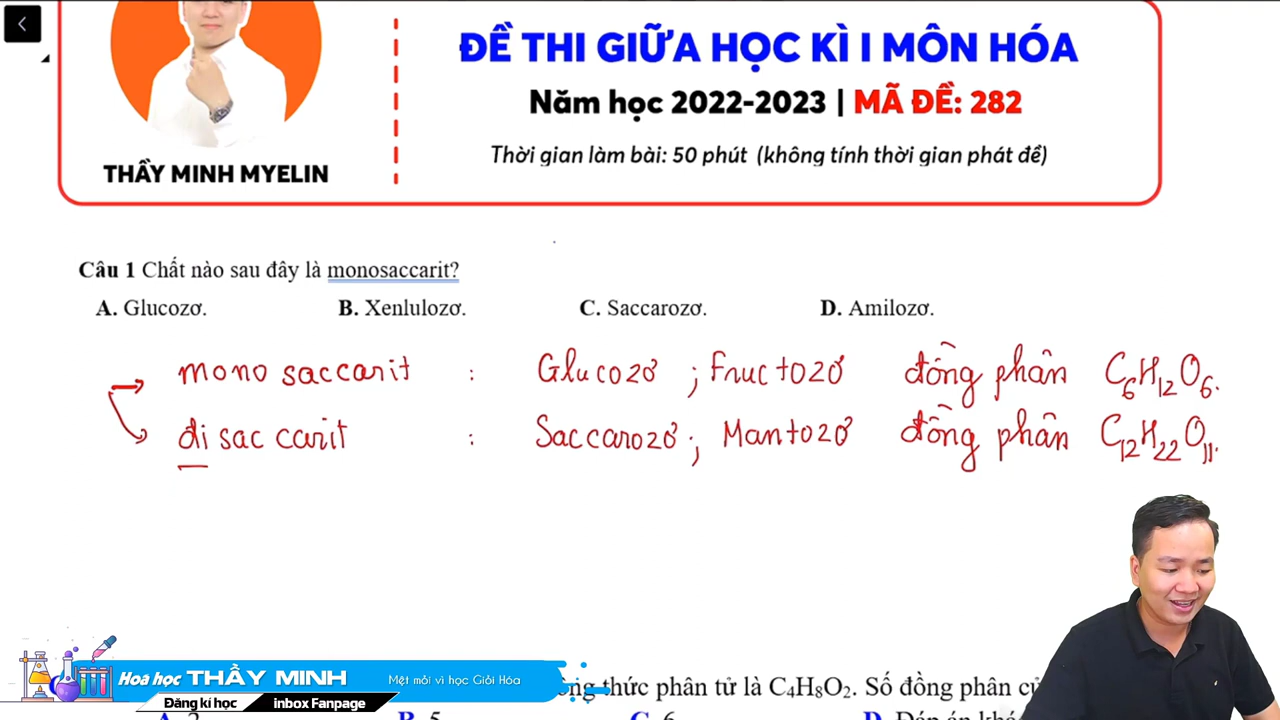 ĐỀ THI GIỮA HỌC KÌ I MÔN HÓA
Năm học 2022-2023 | MÃ ĐỀ: 282
Thời gian làm bài: 50 phút (không tính thời gian phát đề)
THẦY MINH MYELIN
Câu 1 Chất nào sau đây là monosaccarit?
A. Glucozơ. B. Xenlulozơ. C. Saccarozơ. D. Amilozơ.
mono saccarit : Glucozơ ; Fructozơ đồng phân C₆H₁₂O₆.
đi saccarit : Saccarozơ ; Mantozơ đồng phân C₁₂H₂₂O₁₁.
Hoá học THẦY MINH Mệt mỏi vì học Giỏi Hóa
Đăng kí học inbox Fanpage
thức phân tử là C₄H₈O₂. Số đồng phân
A. B. 5 C. 6 D. Đáp án